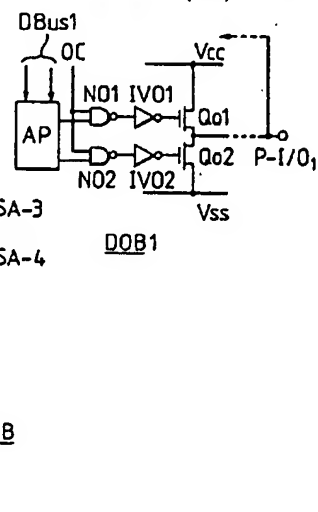 DBus1
OC
Vcc
NO1 IVO1
Qo1
AP
Qo2
P-I/O1
NO2 IVO2
SA-3
Vss
DOB1
SA-4
B